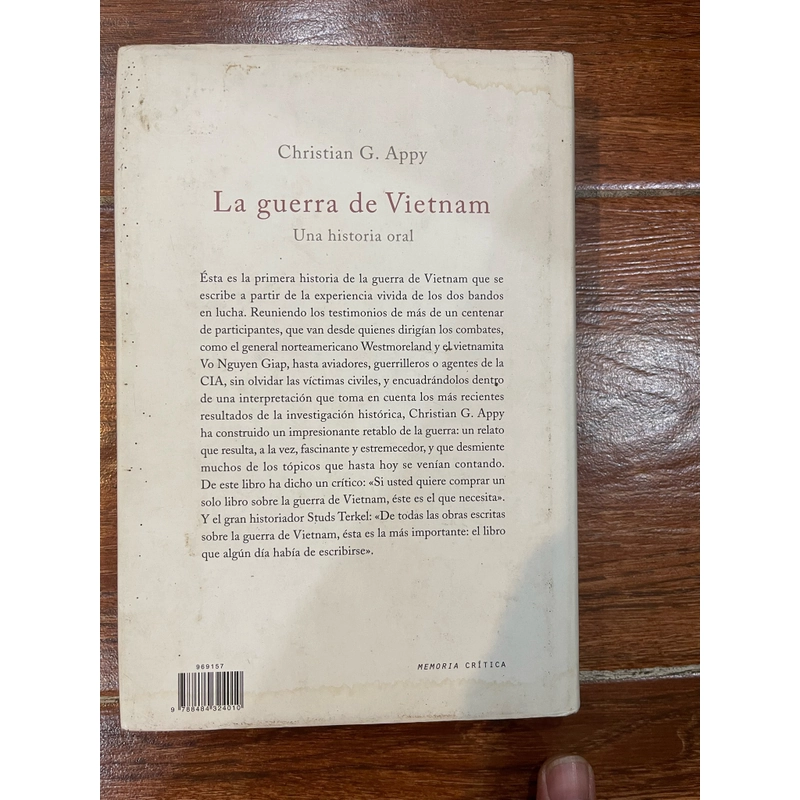 Christian G. Appy
La guerra de Vietnam
Una historia oral
Ésta es la primera historia de la guerra de Vietnam que se
escribe a partir de la experiencia vivida de los dos bandos
en lucha. Reuniendo los testimonios de más de un centenar
de participantes, que van desde quienes dirigían los combates,
como el general norteamericano Westmoreland y el vietnamita
Vo Nguyen Giap, hasta aviadores, guerrilleros o agentes de la
CIA, sin olvidar las víctimas civiles, y encuadrándolos dentro
de una interpretación que toma en cuenta los más recientes
resultados de la investigación histórica, Christian G. Appy
ha construido un impresionante retablo de la guerra: un relato
que resulta, a la vez, fascinante y estremecedor, y que desmiente
muchos de los tópicos que hasta hoy se venían contando.
De este libro ha dicho un crítico: «Si usted quiere comprar un
solo libro sobre la guerra de Vietnam, éste es el que necesita».
Y el gran historiador Studs Terkel: «De todas las obras escritas
sobre la guerra de Vietnam, ésta es la más importante: el libro
que algún día había de escribirse».
969157
MEMORIA CRÍTICA
9 788484 324010